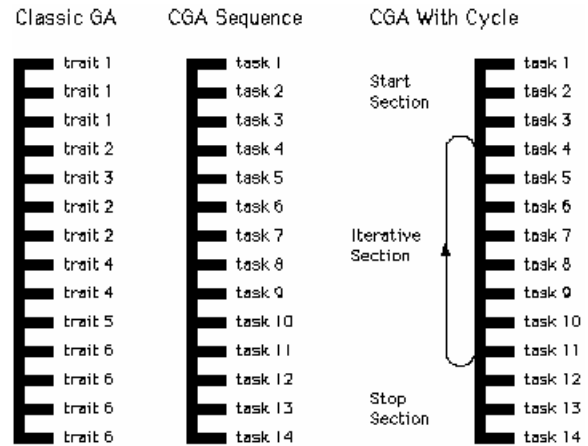 Classic GA
trait 1
trait 1
trait 1
trait 2
trait 3
trait 2
trait 2
trait 4
trait 4
trait 5
trait 6
trait 6
trait 6
trait 6
CGA Sequence
task 1
task 2
task 3
task 4
task 5
task 6
task 7
task 8
task 9
task 10
task 11
task 12
task 13
task 14
CGA With Cycle
Start
Section
Iterative
Section
Stop
Section
task 1
task 2
task 3
task 4
task 5
task 6
task 7
task 8
task 9
task 10
task 11
task 12
task 13
task 14